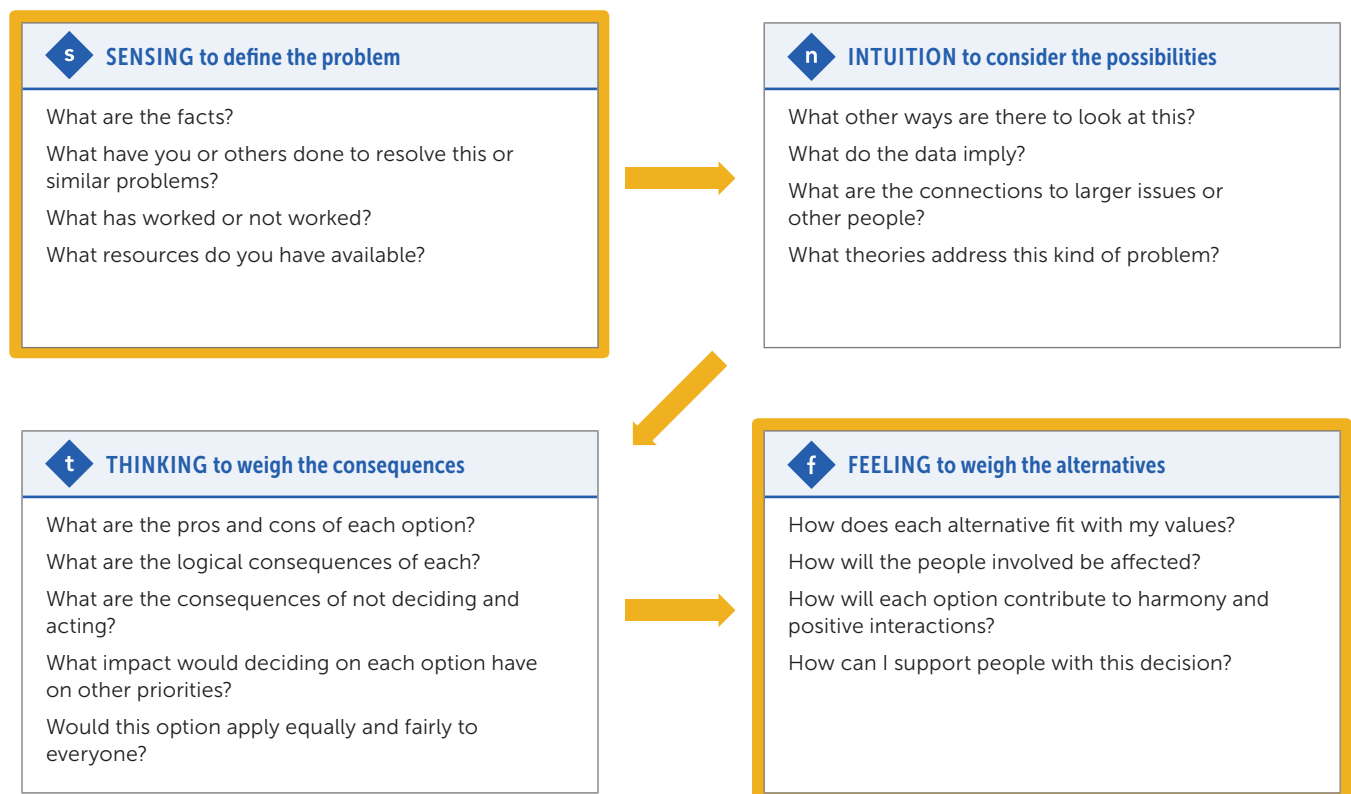 s SENSING to define the problem
What are the facts?
What have you or others done to resolve this or
similar problems?
What has worked or not worked?
What resources do you have available?
n INTUITION to consider the possibilities
What other ways are there to look at this?
What do the data imply?
What are the connections to larger issues or
other people?
What theories address this kind of problem?
t THINKING to weigh the consequences
What are the pros and cons of each option?
What are the logical consequences of each?
What are the consequences of not deciding and
acting?
What impact would deciding on each option have
on other priorities?
Would this option apply equally and fairly to
everyone?
f FEELING to weigh the alternatives
How does each alternative fit with my values?
How will the people involved be affected?
How will each option contribute to harmony and
positive interactions?
How can I support people with this decision?